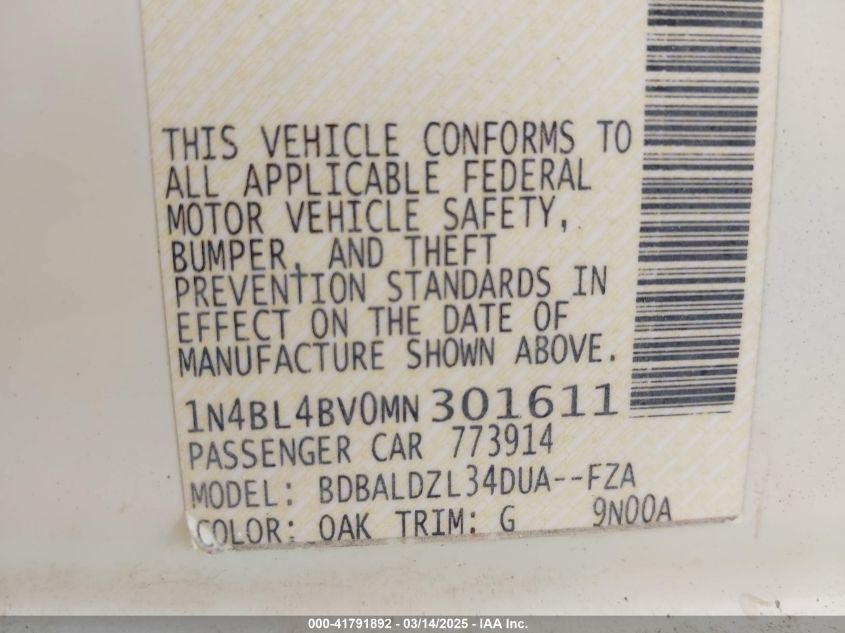 THIS VEHICLE CONFORMS TO
ALL APPLICABLE FEDERAL
MOTOR VEHICLE SAFETY,
BUMPER, AND THEFT
PREVENTION STANDARDS IN
EFFECT ON THE DATE OF
MANUFACTURE SHOWN ABOVE.
1N4BL4BV0MN301611
PASSENGER CAR 773914
MODEL: BDBALDZL34DUA--FZA
COLOR: QAK TRIM: G 9N00A
000-41791892 - 03/14/2025 - IAA Inc.